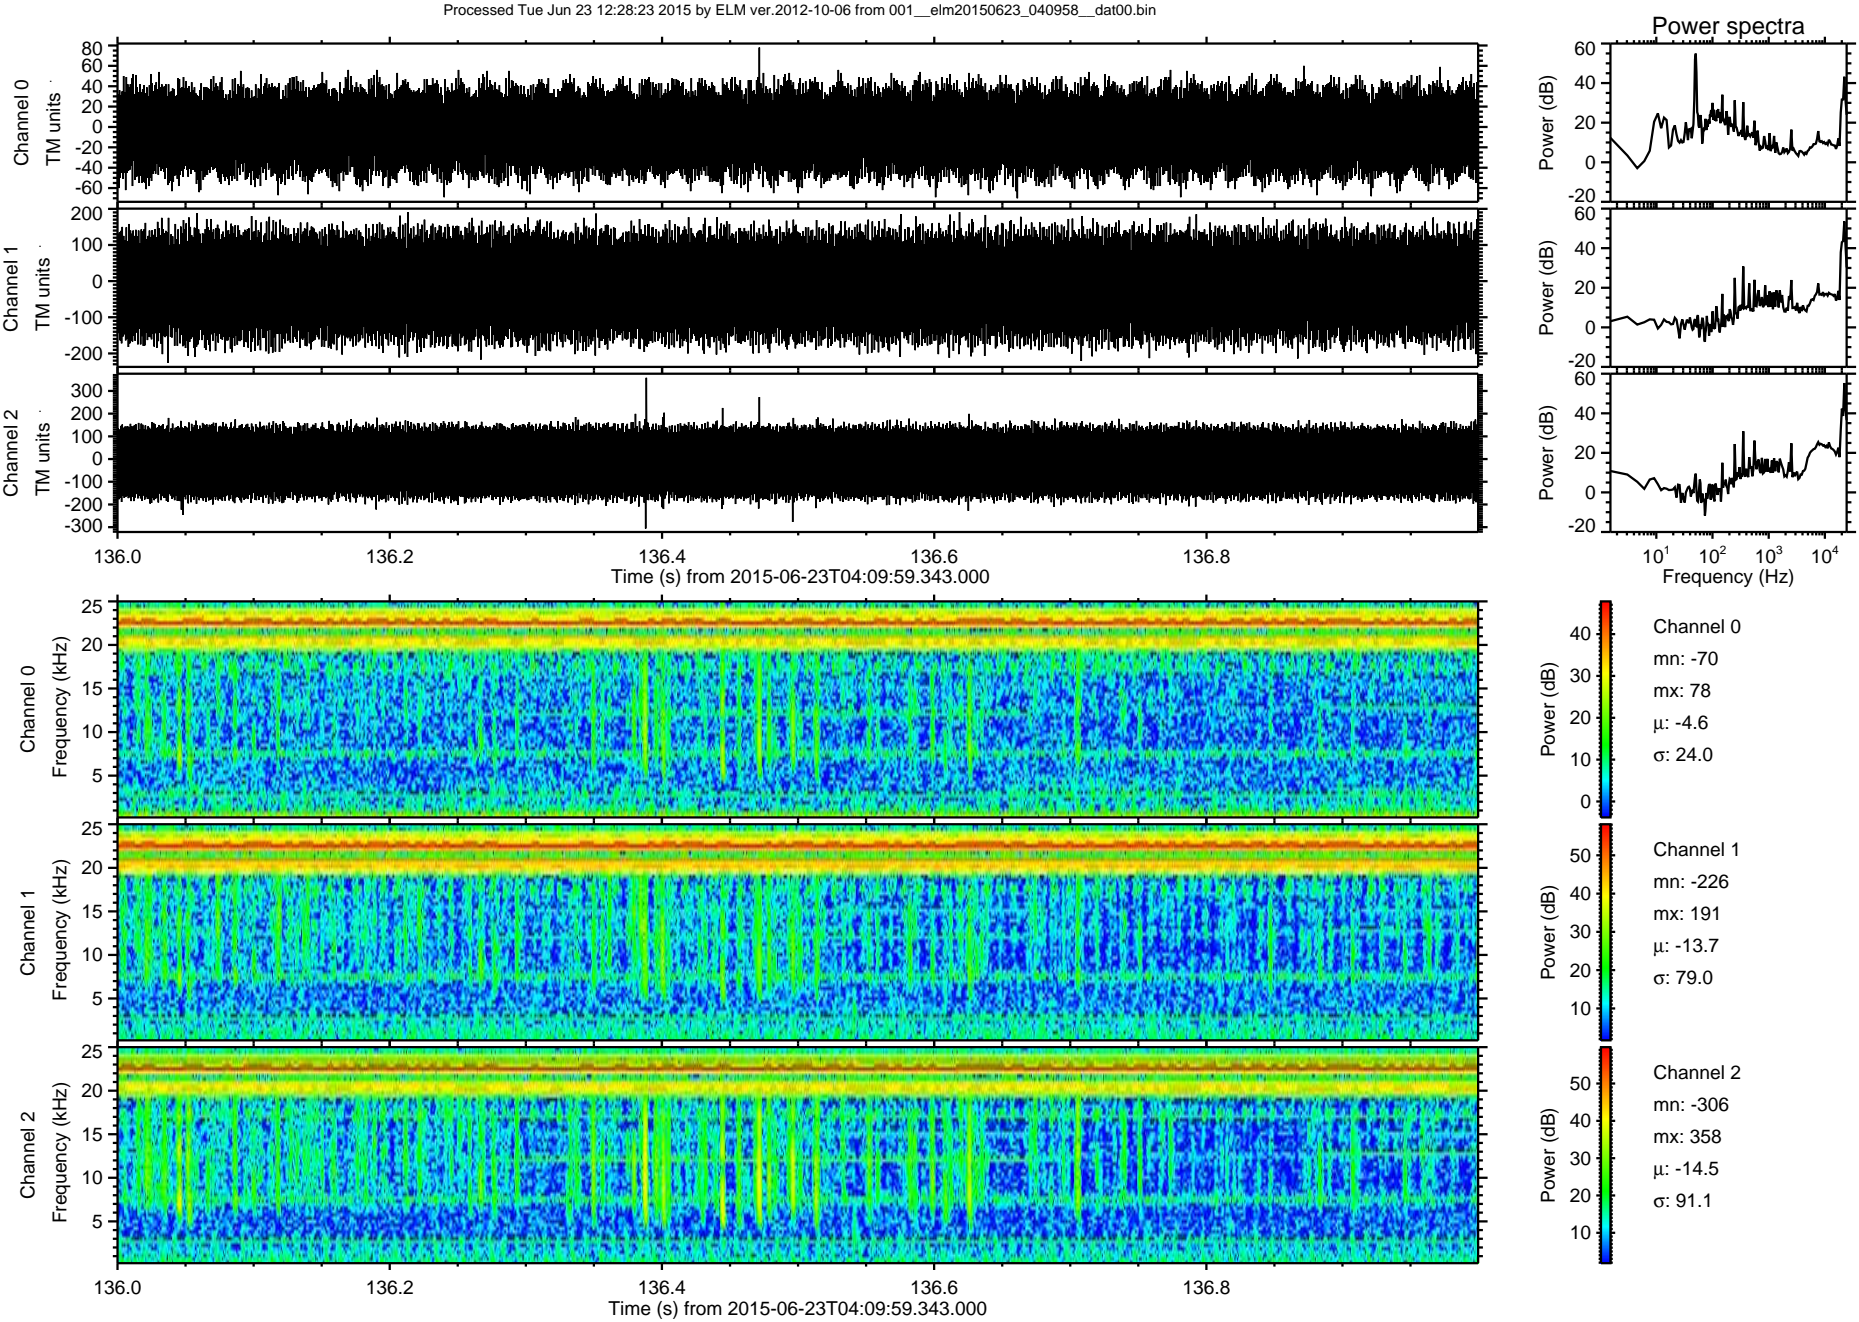 Processed Tue Jun 23 12:28:23 2015 by ELM ver.2012-10-06 from 001__elm20150623_040958__dat00.bin
Power spectra
Channel 0
TM units
80
60
40
20
0
-20
-40
-60
Power (dB)
60
40
20
0
-20
Channel 1
TM units
200
100
0
-100
-200
Power (dB)
60
40
20
0
-20
Channel 2
TM units
300
200
100
0
-100
-200
-300
Power (dB)
60
40
20
0
-20
136.0 136.2 136.4 136.6 136.8
Time (s) from 2015-06-23T04:09:59.343.000
10¹ 10² 10³ 10⁴
Frequency (Hz)
Channel 0
Frequency (kHz)
25
20
15
10
5
Power (dB)
40
30
20
10
0
Channel 0
mn: -70
mx: 78
μ: -4.6
σ: 24.0
Channel 1
Frequency (kHz)
25
20
15
10
5
Power (dB)
50
40
30
20
10
Channel 1
mn: -226
mx: 191
μ: -13.7
σ: 79.0
Channel 2
Frequency (kHz)
25
20
15
10
5
Power (dB)
50
40
30
20
10
Channel 2
mn: -306
mx: 358
μ: -14.5
σ: 91.1
136.0 136.2 136.4 136.6 136.8
Time (s) from 2015-06-23T04:09:59.343.000